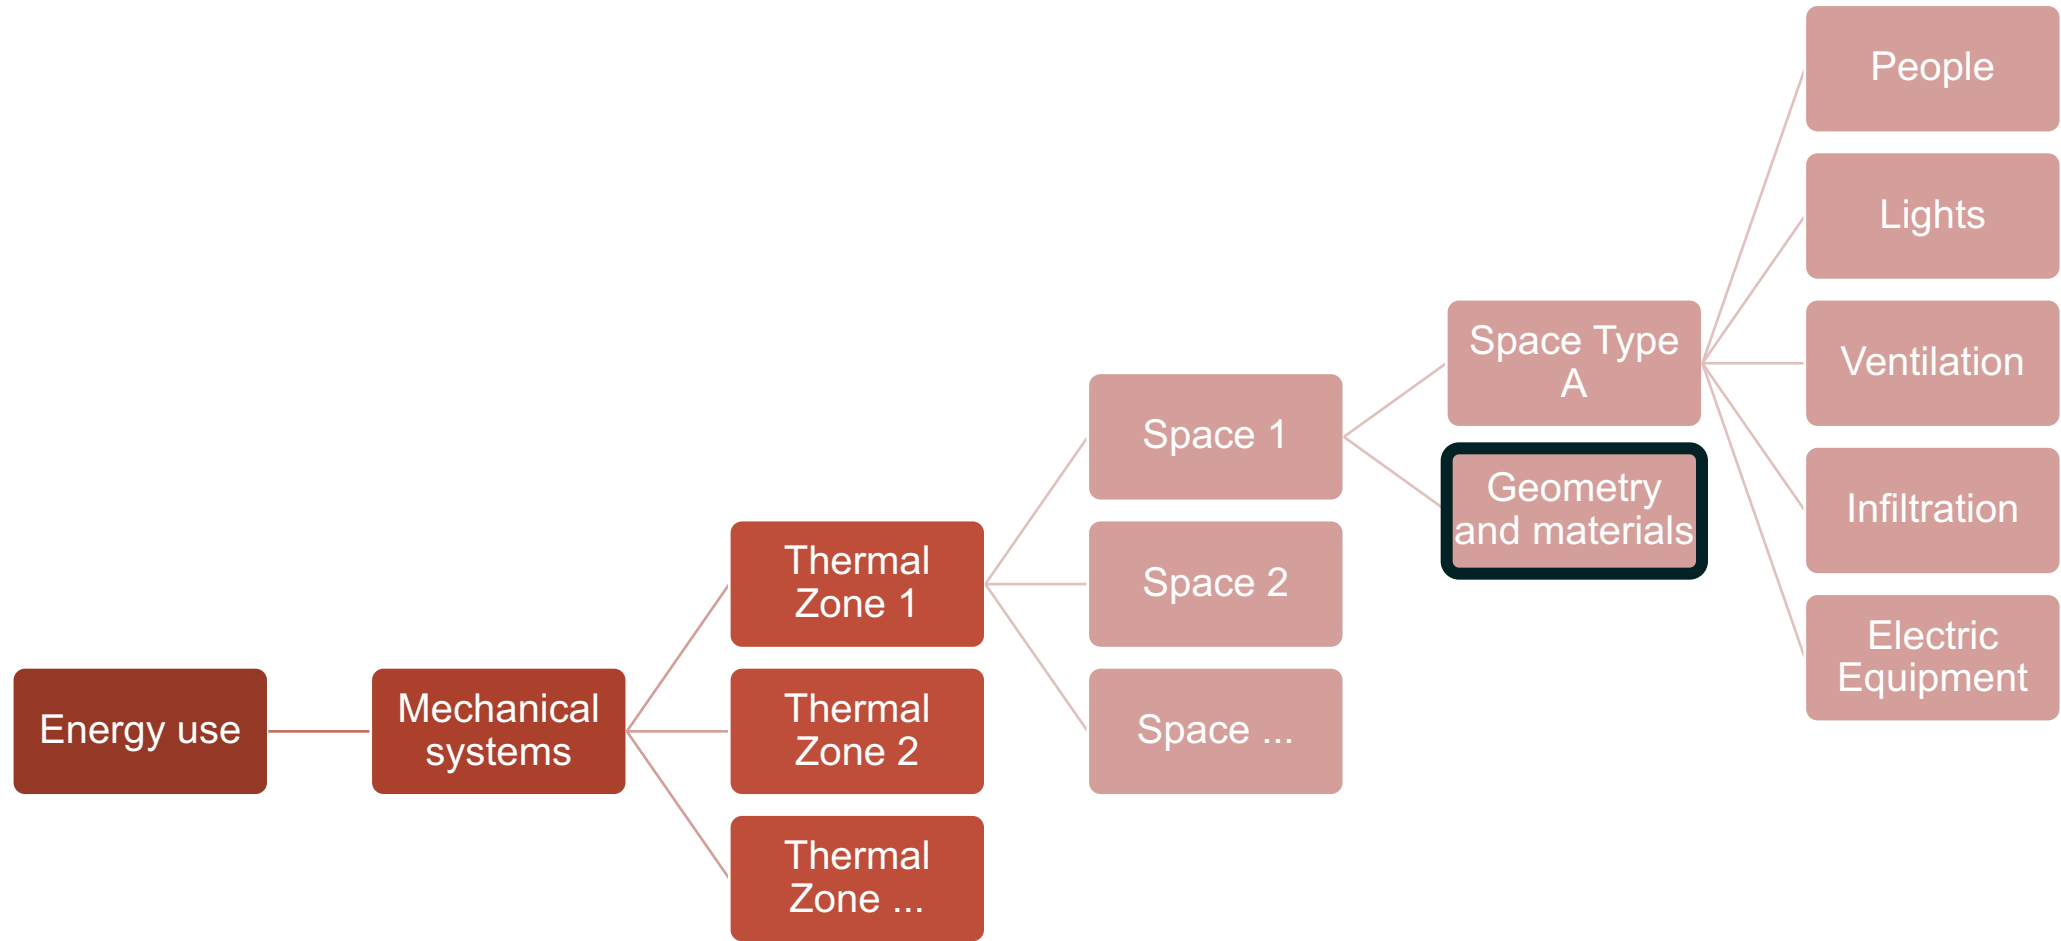 Energy use
Mechanical
systems
Thermal
Zone 1
Thermal
Zone 2
Thermal
Zone ...
Space 1
Space 2
Space ...
Space Type
A
Geometry
and materials
People
Lights
Ventilation
Infiltration
Electric
Equipment